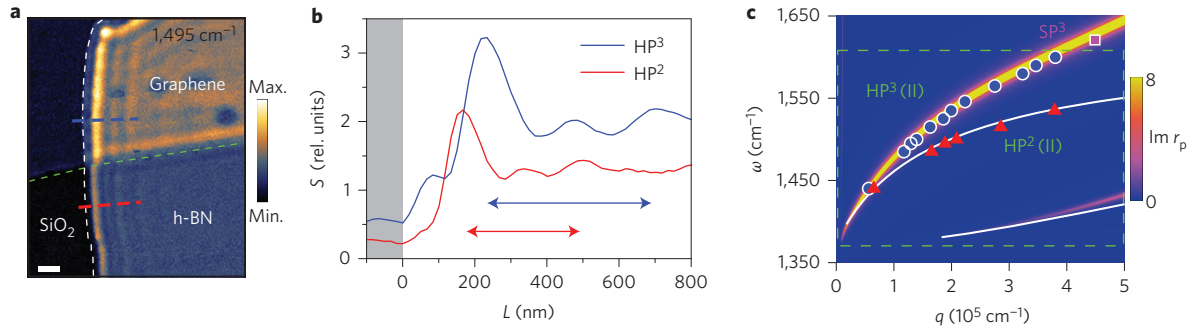 a
1,495 cm⁻¹
Graphene
SiO₂
h-BN
Max.
Min.
b
S (rel. units)
3
2
1
0
HP³
HP²
0 200 400 600 800
L (nm)
c
ω (cm⁻¹)
1,650
1,550
1,450
1,350
SP³
HP³ (II)
HP² (II)
0 1 2 3 4 5
q (10⁵ cm⁻¹)
8
Im rₚ
0